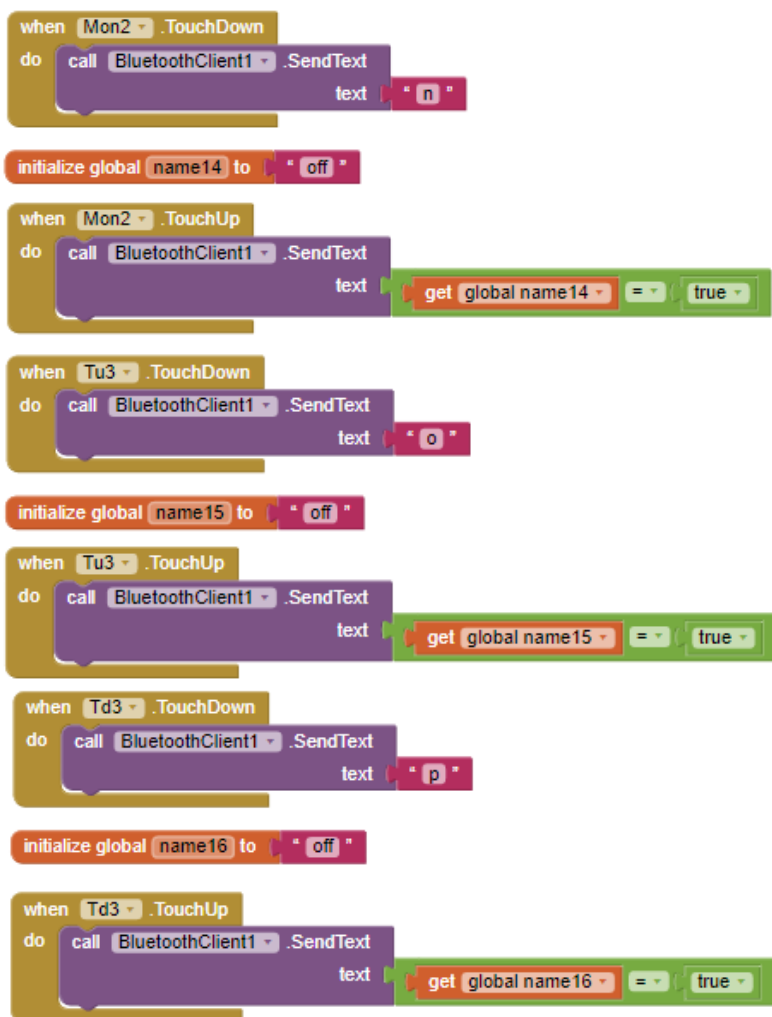 when Mon2 .TouchDown
do call BluetoothClient1 .SendText
text " n "
initialize global name14 to " off "
when Mon2 .TouchUp
do call BluetoothClient1 .SendText
text get global name14 = true
when Tu3 .TouchDown
do call BluetoothClient1 .SendText
text " o "
initialize global name15 to " off "
when Tu3 .TouchUp
do call BluetoothClient1 .SendText
text get global name15 = true
when Td3 .TouchDown
do call BluetoothClient1 .SendText
text " p "
initialize global name16 to " off "
when Td3 .TouchUp
do call BluetoothClient1 .SendText
text get global name16 = true